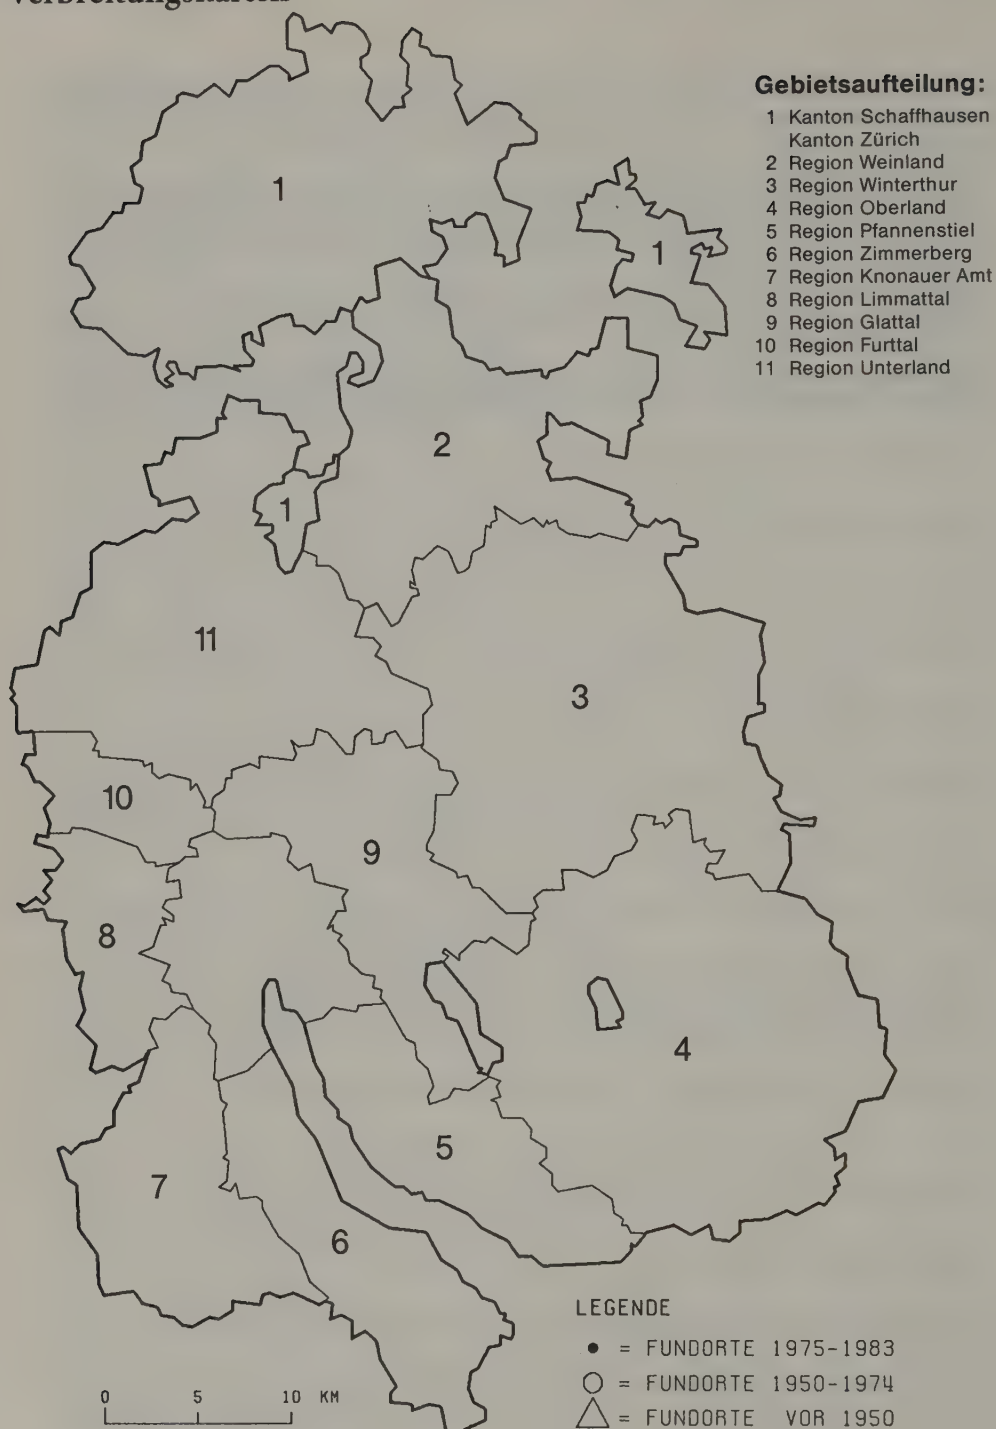 Gebietsaufteilung:
1 Kanton Schaffhausen
Kanton Zürich
2 Region Weinland
3 Region Winterthur
4 Region Oberland
5 Region Pfannenstiel
6 Region Zimmerberg
7 Region Knonauer Amt
8 Region Limmattal
9 Region Glattal
10 Region Furttal
11 Region Unterland
1
1
2
1
11
3
10
9
8
4
5
7
6
LEGENDE
● = FUNDORTE 1975-1983
○ = FUNDORTE 1950-1974
△ = FUNDORTE VOR 1950
0 5 10 KM